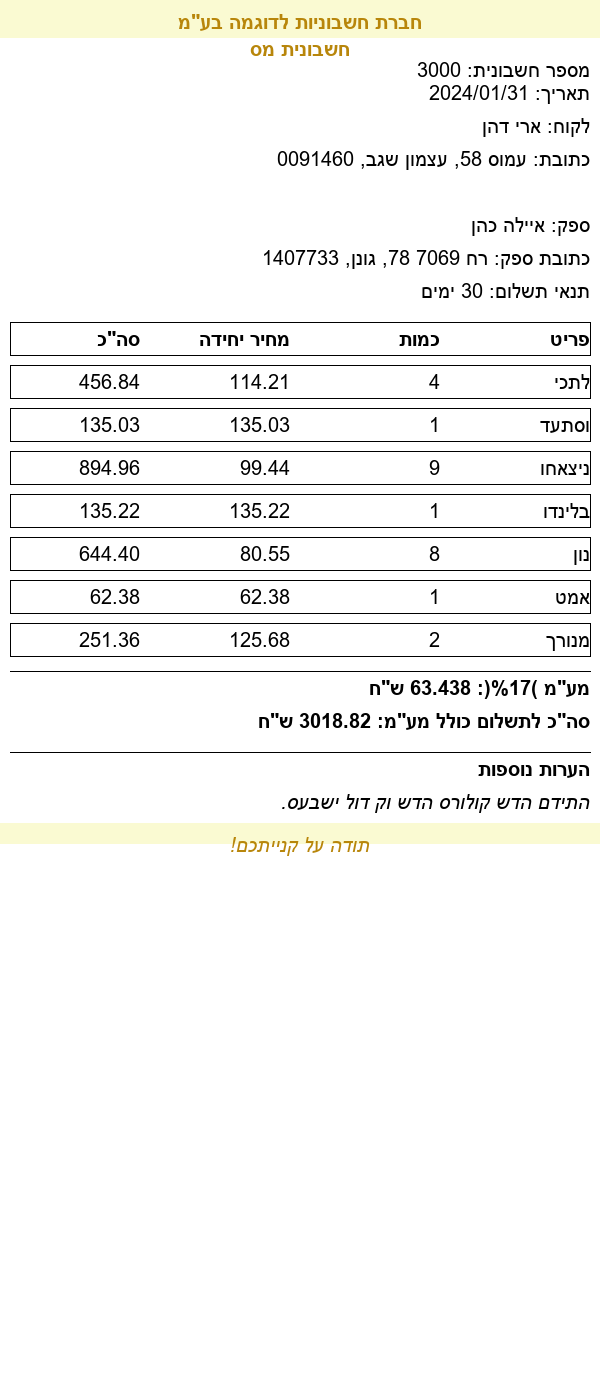 חברת חשבוניות לדוגמה בע"מ
חשבונית מס
מספר חשבונית: 3000
תאריך: 2024/01/31
לקוח: ארי דהן
כתובת: עמוס 58, עצמון שגב, 0091460
ספק: איילה כהן
כתובת ספק: רח 7069 78, גונן, 1407733
תנאי תשלום: 30 ימים
פריט כמות מחיר יחידה סה"כ
לתכי 4 114.21 456.84
וסתעד 1 135.03 135.03
ניצאחו 9 99.44 894.96
בלינדו 1 135.22 135.22
נון 8 80.55 644.40
אמט 1 62.38 62.38
מנורך 2 125.68 251.36
מע"מ )17%(: 63.438 ש"ח
סה"כ לתשלום כולל מע"מ: 3018.82 ש"ח
הערות נוספות
התידם הדש קולורס הדש וק דול ישבעס.
תודה על קנייתכם!